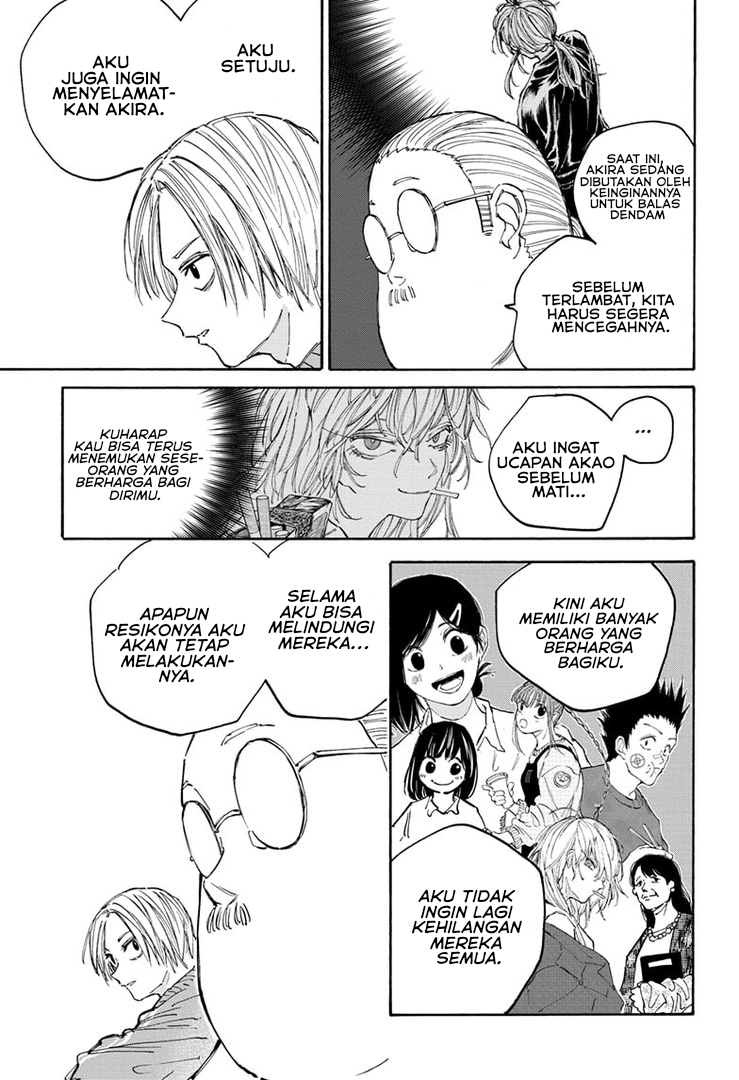 SAAT INI,
AKIRA SEDANG
DIBUTAKAN OLEH
KEINGINANNYA
UNTUK BALAS
DENDAM
SEBELUM
TERLAMBAT, KITA
HARUS SEGERA
MENCEGAHNYA.
AKU
SETUJU.
AKU
JUGA INGIN
MENYELAMAT-
KAN AKIRA.
...
AKU INGAT
UCAPAN AKAO
SEBELUM
MATI...
KUHARAP
KAU BISA TERUS
MENEMUKAN SESE-
ORANG YANG
BERHARGA BAGI
DIRIMU.
KINI AKU
MEMILIKI BANYAK
ORANG YANG
BERHARGA
BAGIKU.
AKU TIDAK
INGIN LAGI
KEHILANGAN
MEREKA
SEMUA.
SELAMA
AKU BISA
MELINDUNGI
MEREKA...
APAPUN
RESIKONYA AKU
AKAN TETAP
MELAKUKAN-
NYA.